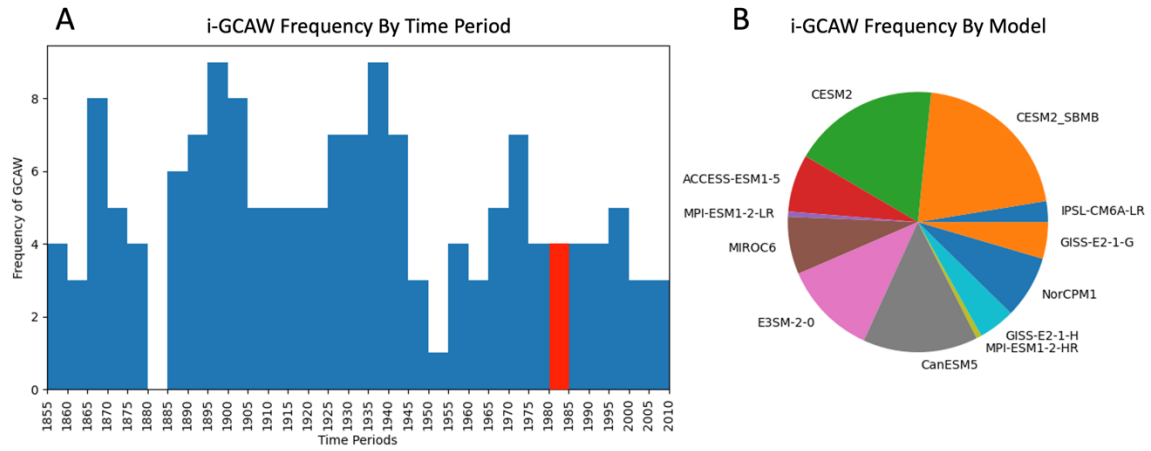 A
i-GCAW Frequency By Time Period
Frequency of GCAW
8
6
4
2
0
1855 1860 1865 1870 1875 1880 1885 1890 1895 1900 1905 1910 1915 1920 1925 1930 1935 1940 1945 1950 1955 1960 1965 1970 1975 1980 1985 1990 1995 2000 2005 2010
Time Periods
B
i-GCAW Frequency By Model
CESM2
CESM2_SBMB
ACCESS-ESM1-5
MPI-ESM1-2-LR
IPSL-CM6A-LR
MIROC6
GISS-E2-1-G
NorCPM1
E3SM-2-0
GISS-E2-1-H
MPI-ESM1-2-HR
CanESM5